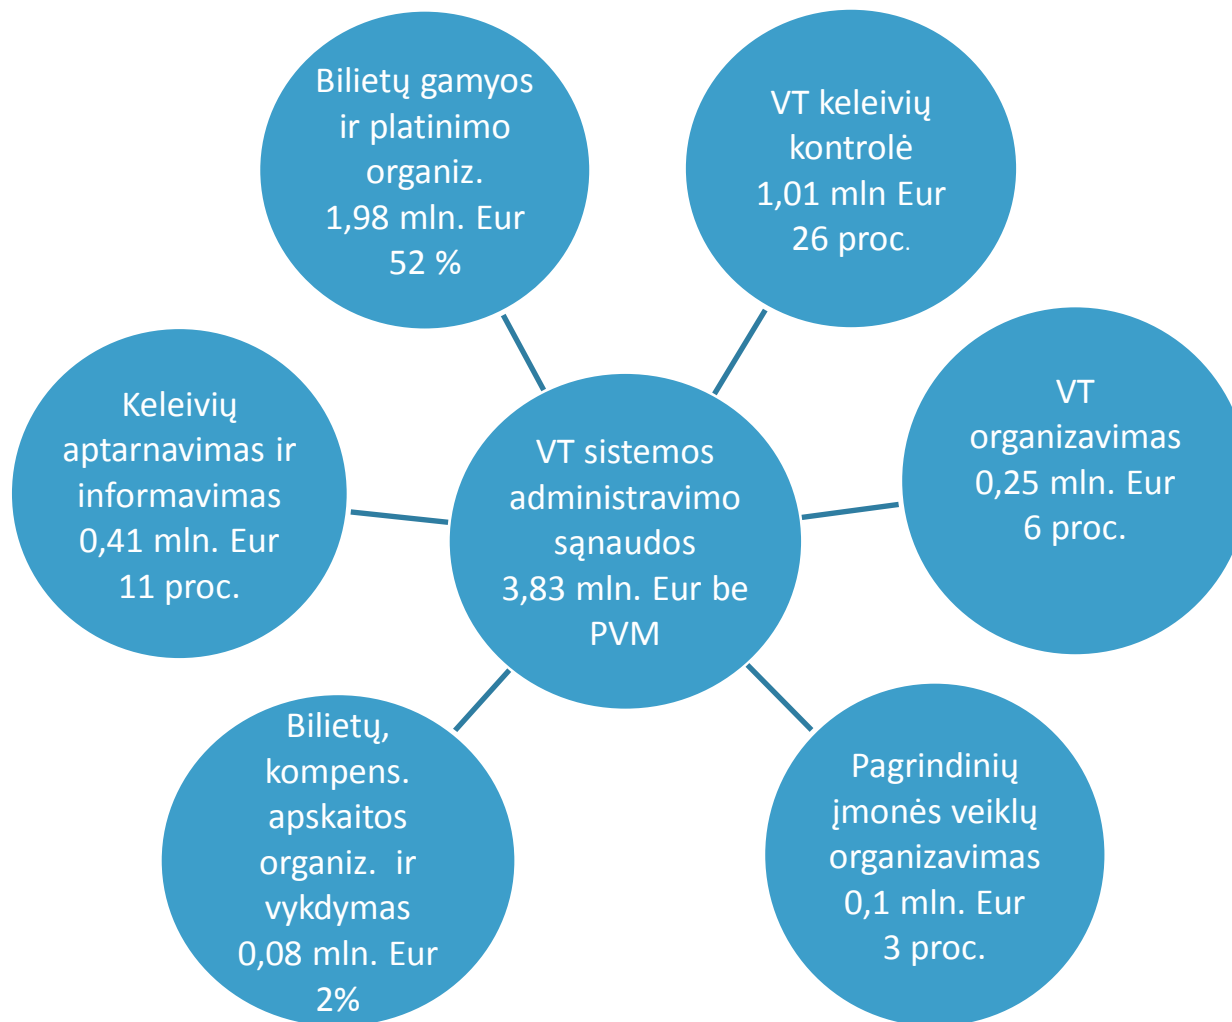 Bilietų gamyos
ir platinimo
organiz.
1,98 mln. Eur
52 %
VT keleivių
kontrolė
1,01 mln Eur
26 proc.
Keleivių
aptarnavimas ir
informavimas
0,41 mln. Eur
11 proc.
VT sistemos
administravimo
sąnaudos
3,83 mln. Eur be
PVM
VT
organizavimas
0,25 mln. Eur
6 proc.
Bilietų,
kompens.
apskaitos
organiz. ir
vykdymas
0,08 mln. Eur
2%
Pagrindinių
įmonės veiklų
organizavimas
0,1 mln. Eur
3 proc.